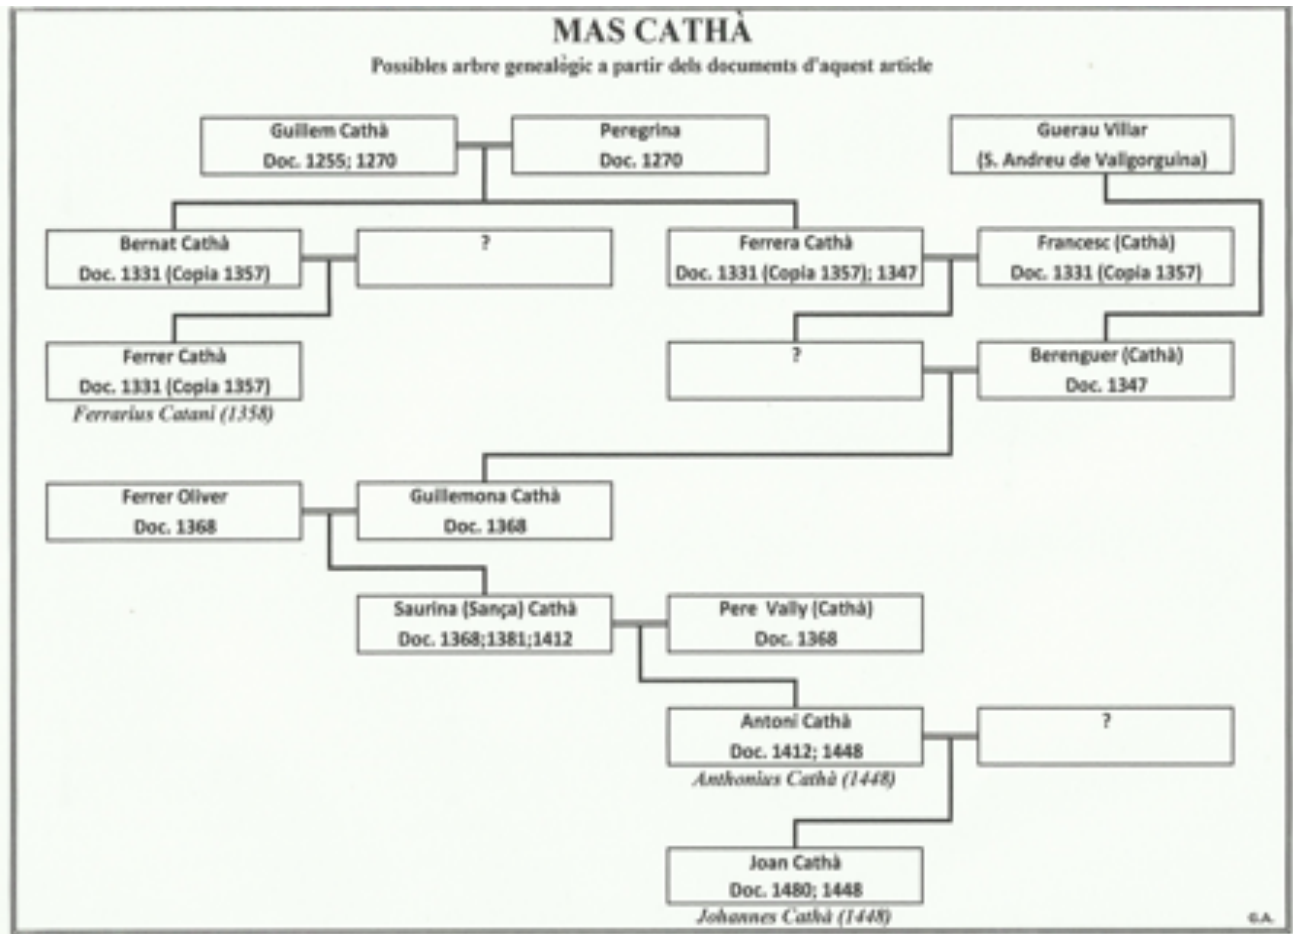 MAS CATHÀ
Possibles arbre genealògic a partir dels documents d'aquest article
Guillem Cathà
Doc. 1255; 1270
Peregrina
Doc. 1270
Guerau Villar
(S. Andreu de Vallgorguina)
Bernat Cathà
Doc. 1331 (Copia 1357)
?
Ferrera Cathà
Doc. 1331 (Copia 1357); 1347
Francesc (Cathà)
Doc. 1331 (Copia 1357)
Ferrer Cathà
Doc. 1331 (Copia 1357)
Ferrarius Catani (1358)
?
Berenguer (Cathà)
Doc. 1347
Ferrer Oliver
Doc. 1368
Guillemona Cathà
Doc. 1368
Saurina (Sança) Cathà
Doc. 1368;1381;1412
Pere Vally (Cathà)
Doc. 1368
Antoni Cathà
Doc. 1412; 1448
Anthonius Cathà (1448)
?
Joan Cathà
Doc. 1480; 1448
Johannes Cathà (1448)
G.A.